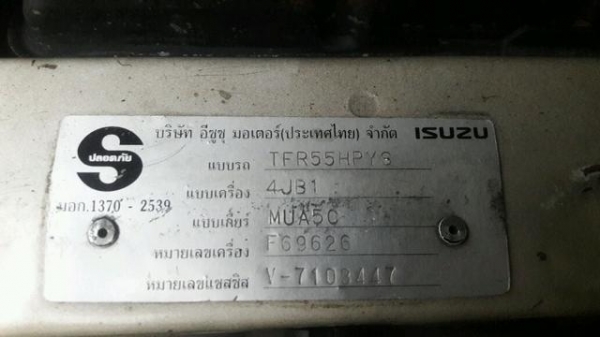 บริษัท อีซูซุ มอเตอร์(ประเทศไทย) จำกัด ISUZU
S
ปลอดภัย
แบบรถ TFR55HPYS
แบบเครื่อง 4JB1
มอก.1370 - 2539
แบบเกียร์ MUA5C
หมายเลขเครื่อง F69626
หมายเลขแชสซิส V-7103447